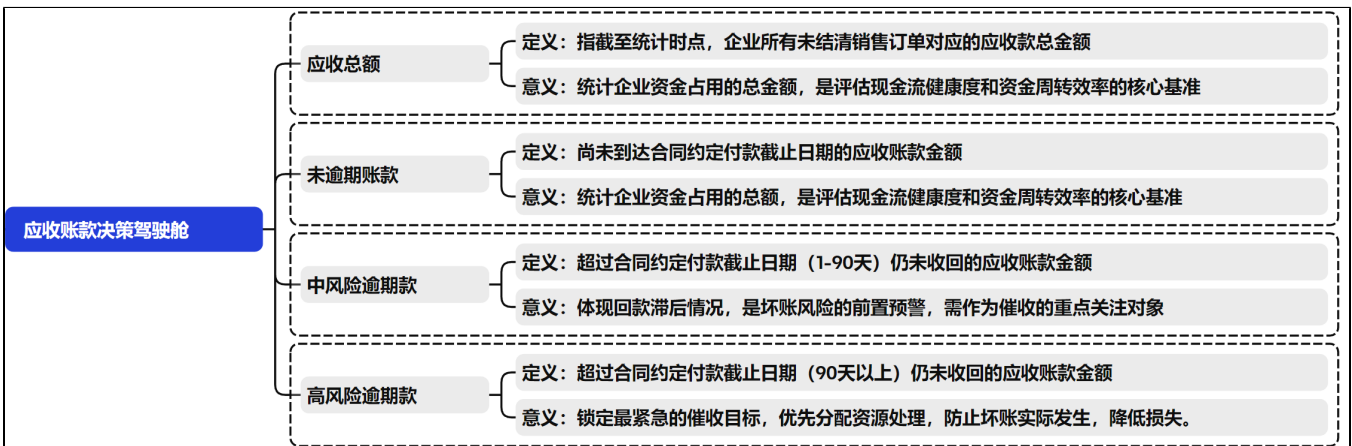 应收账款决策驾驶舱
应收总额
定义：指截至统计时点，企业所有未结清销售订单对应的应收款总金额
意义：统计企业资金占用的总金额，是评估现金流健康度和资金周转效率的核心基准
未逾期账款
定义：尚未到达合同约定付款截止日期的应收账款金额
意义：统计企业资金占用的总额，是评估现金流健康度和资金周转效率的核心基准
中风险逾期款
定义：超过合同约定付款截止日期（1-90天）仍未收回的应收账款金额
意义：体现回款滞后情况，是坏账风险的前置预警，需作为催收的重点关注对象
高风险逾期款
定义：超过合同约定付款截止日期（90天以上）仍未收回的应收账款金额
意义：锁定最紧急的催收目标，优先分配资源处理，防止坏账实际发生，降低损失。